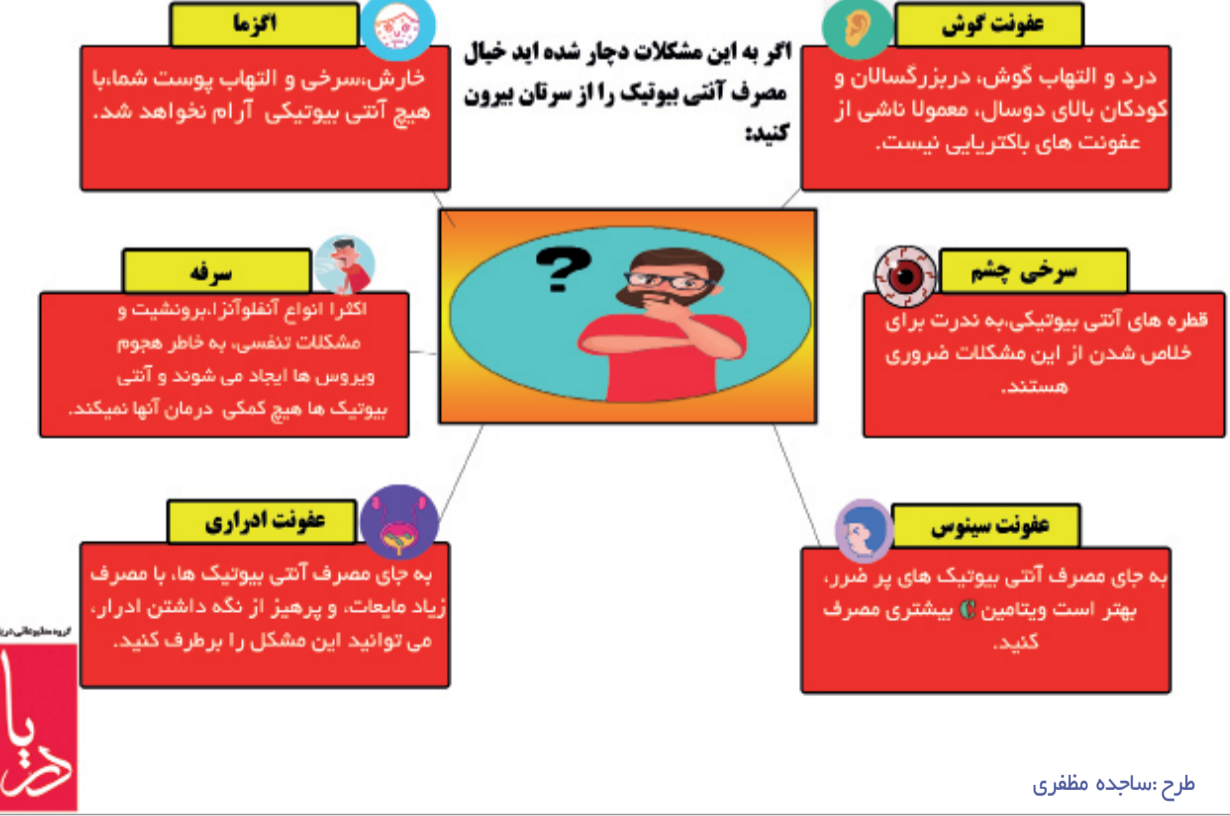 اگر به این مشکلات دچار شده اید خیال
مصرف آنتی بیوتیک را از سرتان بیرون
کنید:
عفونت گوش
درد و التهاب گوش، دربزرگسالان و
کودکان بالای دوسال، معمولا ناشی از
عفونت های باکتریایی نیست.
اگزما
خارش،سرخی و التهاب پوست شما،با
هیچ آنتی بیوتیکی آرام نخواهد شد.
سرخی چشم
قطره های آنتی بیوتیکی،به ندرت برای
خلاص شدن از این مشکلات ضروری
هستند.
سرفه
اکثرا انواع آنفلوآنزا،برونشیت و
مشکلات تنفسی، به خاطر هجوم
ویروس ها ایجاد می شوند و آنتی
بیوتیک ها هیچ کمکی درمان آنها نمیکند.
عفونت سینوس
به جای مصرف آنتی بیوتیک های پر ضرر،
بهتر است ویتامین C بیشتری مصرف
کنید.
عفونت ادراری
به جای مصرف آنتی بیوتیک ها، با مصرف
زیاد مایعات، و پرهیز از نگه داشتن ادرار،
می توانید این مشکل را برطرف کنید.
?
گروه مطبوعاتی دریا
دریا
طرح :ساجده مظفری